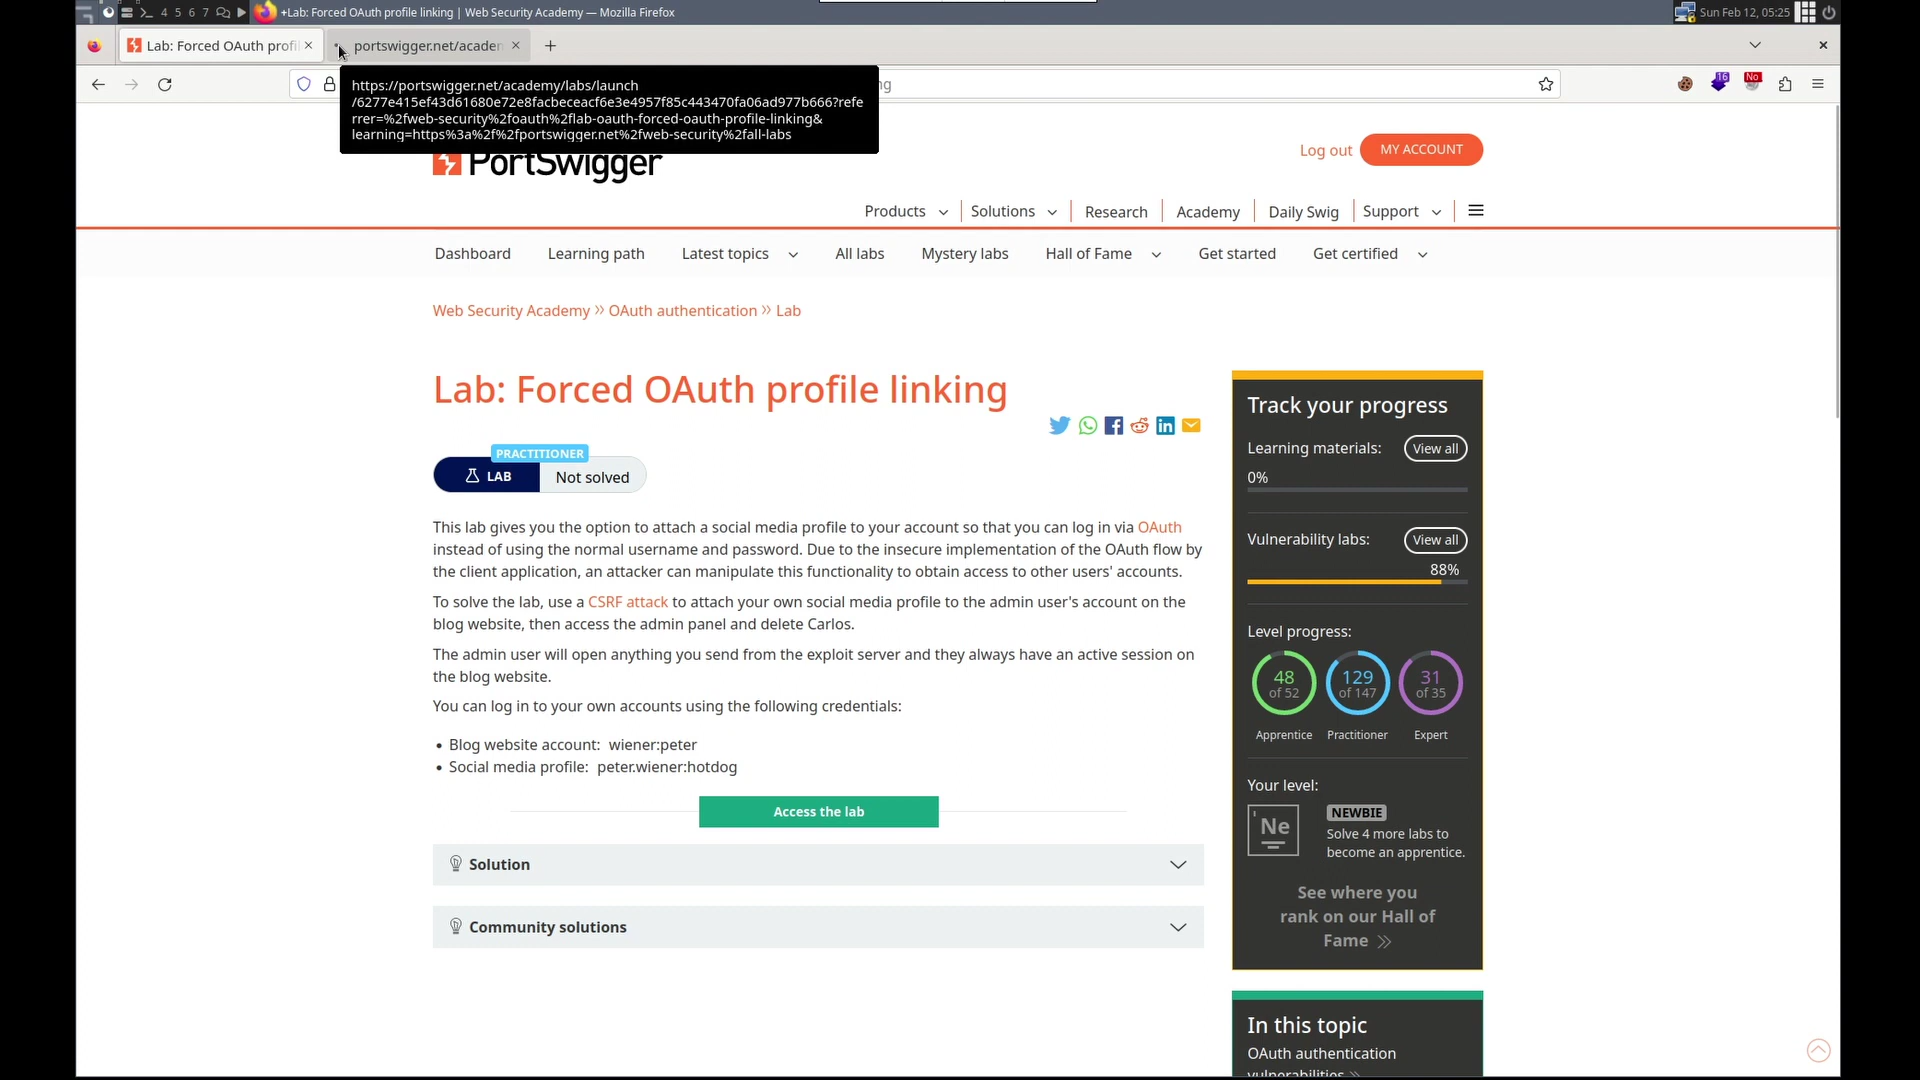 4 5 6 7
+Lab: Forced OAuth profile linking | Web Security Academy — Mozilla Firefox
Sun Feb 12, 05:25
Lab: Forced OAuth profi
portswigger.net/academ
https://portswigger.net/academy/labs/launch
/6277e415ef43d61680e72e8facbeceacf6e3e4957f85c443470fa06ad977b666?refe
rrer=%2fweb-security%2foauth%2flab-oauth-forced-oauth-profile-linking&
learning=https%3a%2f%2fportswigger.net%2fweb-security%2fall-labs
ng
16
No
PortSwigger
Log out
MY ACCOUNT
Products
Solutions
Research
Academy
Daily Swig
Support
Dashboard
Learning path
Latest topics
All labs
Mystery labs
Hall of Fame
Get started
Get certified
Web Security Academy » OAuth authentication » Lab
Lab: Forced OAuth profile linking
PRACTITIONER
LAB
Not solved
This lab gives you the option to attach a social media profile to your account so that you can log in via OAuth
instead of using the normal username and password. Due to the insecure implementation of the OAuth flow by
the client application, an attacker can manipulate this functionality to obtain access to other users' accounts.
To solve the lab, use a CSRF attack to attach your own social media profile to the admin user's account on the
blog website, then access the admin panel and delete Carlos.
The admin user will open anything you send from the exploit server and they always have an active session on
the blog website.
You can log in to your own accounts using the following credentials:
• Blog website account: wiener:peter
• Social media profile: peter.wiener:hotdog
Access the lab
Solution
Community solutions
Track your progress
Learning materials:
View all
0%
Vulnerability labs:
View all
88%
Level progress:
48
of 52
129
of 147
31
of 35
Apprentice
Practitioner
Expert
Your level:
Ne
NEWBIE
Solve 4 more labs to
become an apprentice.
See where you
rank on our Hall of
Fame »
In this topic
OAuth authentication
vulnerabilities »